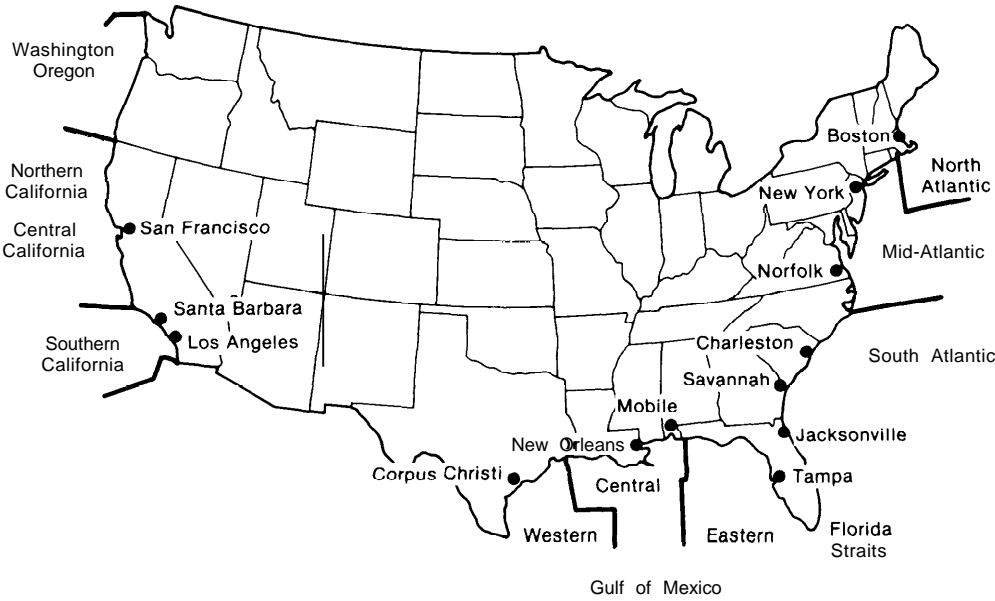 Washington
Oregon
Boston
Northern
California
North
Atlantic
New York
San Francisco
Central
California
Mid-Atlantic
Norfolk
Santa Barbara
Los Angeles
Southern
California
Charleston
South Atlantic
Savannah
Mobile
New Orleans
Jacksonville
Corpus Christi
Tampa
Central
Western
Eastern
Florida
Straits
Gulf of Mexico